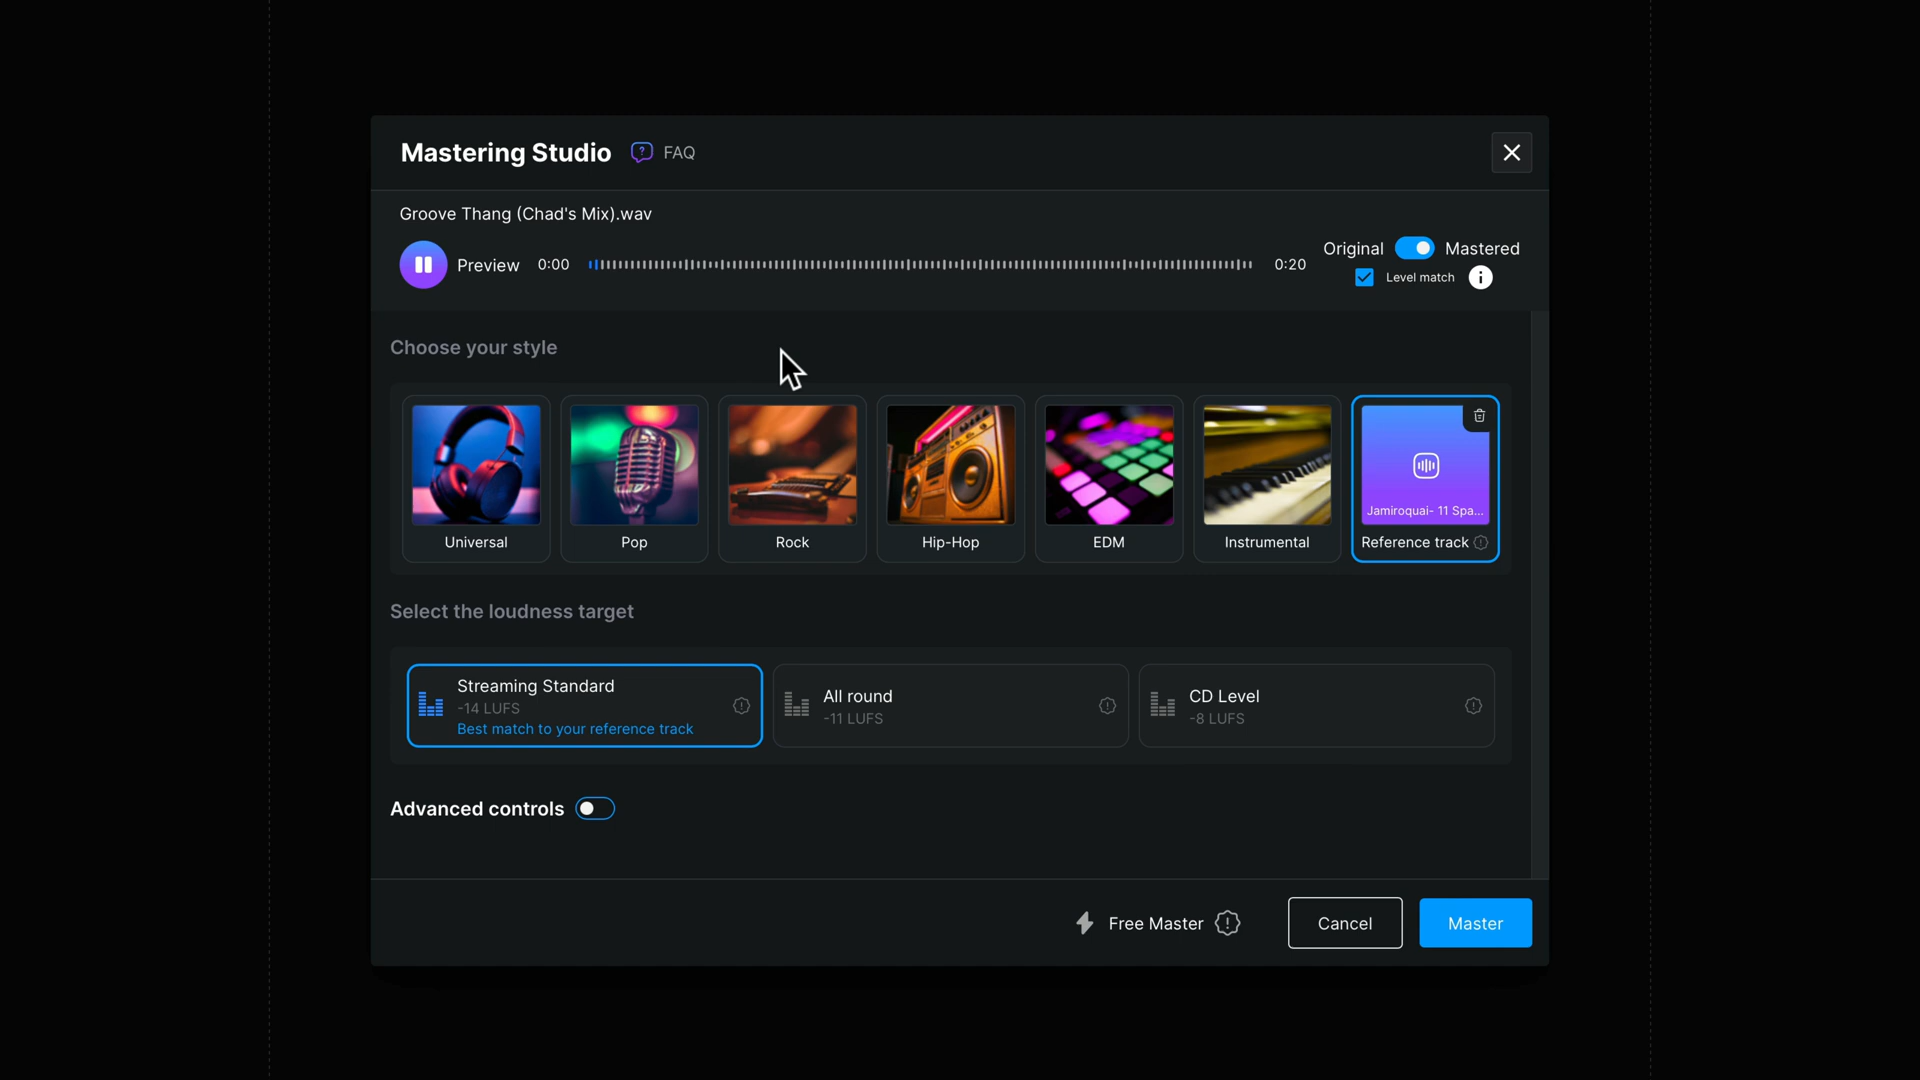 Mastering Studio
FAQ
Groove Thang (Chad's Mix).wav
Preview
0:00
0:20
Original
Mastered
Level match
Choose your style
Jamiroquai- 11 Spa...
Universal
Pop
Rock
Hip-Hop
EDM
Instrumental
Reference track
Select the loudness target
Streaming Standard
-14 LUFS
Best match to your reference track
All round
-11 LUFS
CD Level
-8 LUFS
Advanced controls
Free Master
Cancel
Master